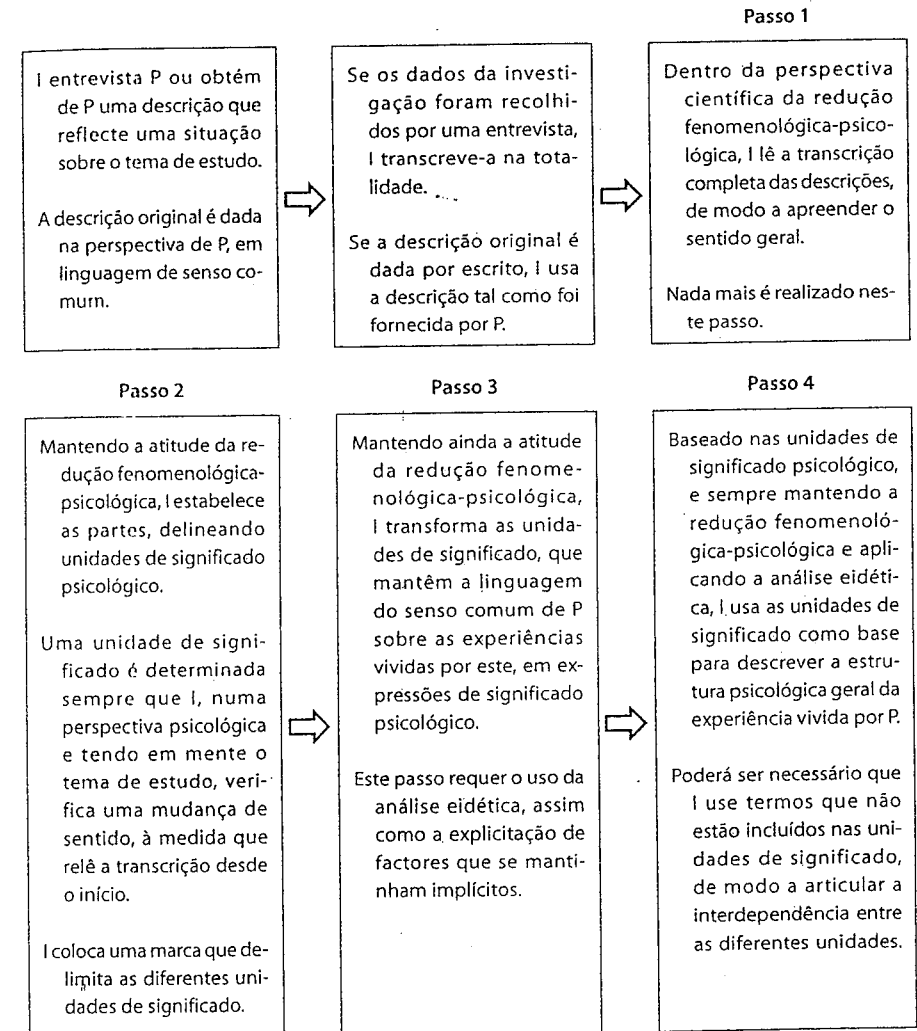 Passo 1
I entrevista P ou obtém
de P uma descrição que
reflecte uma situação
sobre o tema de estudo.
A descrição original é dada
na perspectiva de P, em
linguagem de senso co-
mum.
Se os dados da investi-
gação foram recolhi-
dos por uma entrevista,
I transcreve-a na tota-
lidade.
Se a descrição original é
dada por escrito, I usa
a descrição tal como foi
fornecida por P.
Dentro da perspectiva
científica da redução
fenomenológica-psico-
lógica, I lê a transcrição
completa das descrições,
de modo a apreender o
sentido geral.
Nada mais é realizado nes-
te passo.
Passo 2
Mantendo a atitude da re-
dução fenomenológica-
psicológica, I estabelece
as partes, delineando
unidades de significado
psicológico.
Uma unidade de signi-
ficado é determinada
sempre que I, numa
perspectiva psicológica
e tendo em mente o
tema de estudo, veri-
fica uma mudança de
sentido, à medida que
relê a transcrição desde
o início.
I coloca uma marca que de-
limita as diferentes uni-
dades de significado.
Passo 3
Mantendo ainda a atitude
da redução fenome-
nológica-psicológica,
I transforma as unida-
des de significado, que
mantêm a linguagem
do senso comum de P
sobre as experiências
vividas por este, em ex-
pressões de significado
psicológico.
Este passo requer o uso da
análise eidética, assim
como a explicitação de
factores que se manti-
nham implícitos.
Passo 4
Baseado nas unidades de
significado psicológico,
e sempre mantendo a
redução fenomenoló-
gica-psicológica e apli-
cando a análise eidéti-
ca, I usa as unidades de
significado como base
para descrever a estru-
tura psicológica geral da
experiência vivida por P.
Poderá ser necessário que
I use termos que não
estão incluídos nas uni-
dades de significado,
de modo a articular a
interdependência entre
as diferentes unidades.